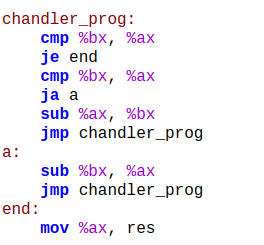 chandler_prog:
cmp %bx, %ax
je end
cmp %bx, %ax
ja a
sub %ax, %bx
jmp chandler_prog
a:
sub %bx, %ax
jmp chandler_prog
end:
mov %ax, res